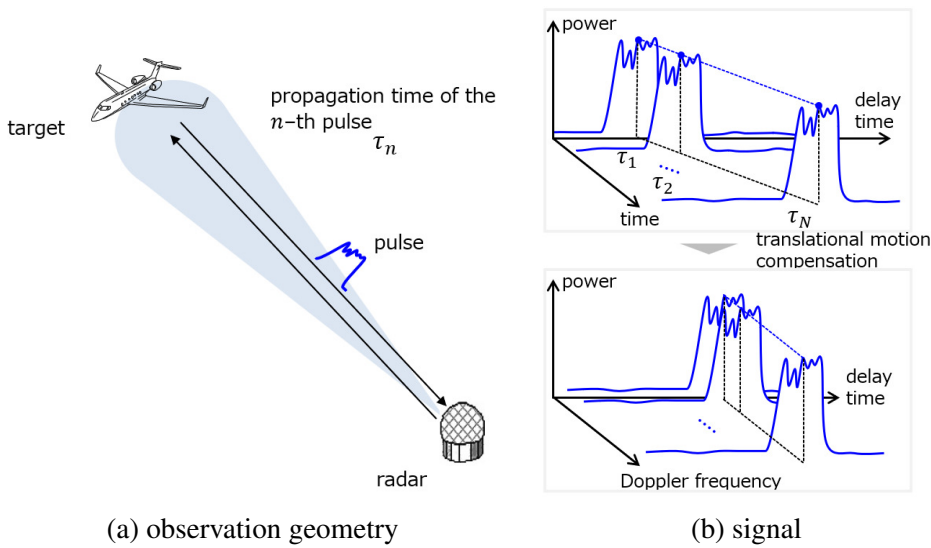 propagation time of the
n–th pulse
τn
target
pulse
radar
(a) observation geometry
power
delay
time
τ1
τ2
τN
time
translational motion
compensation
power
delay
time
Doppler frequency
(b) signal